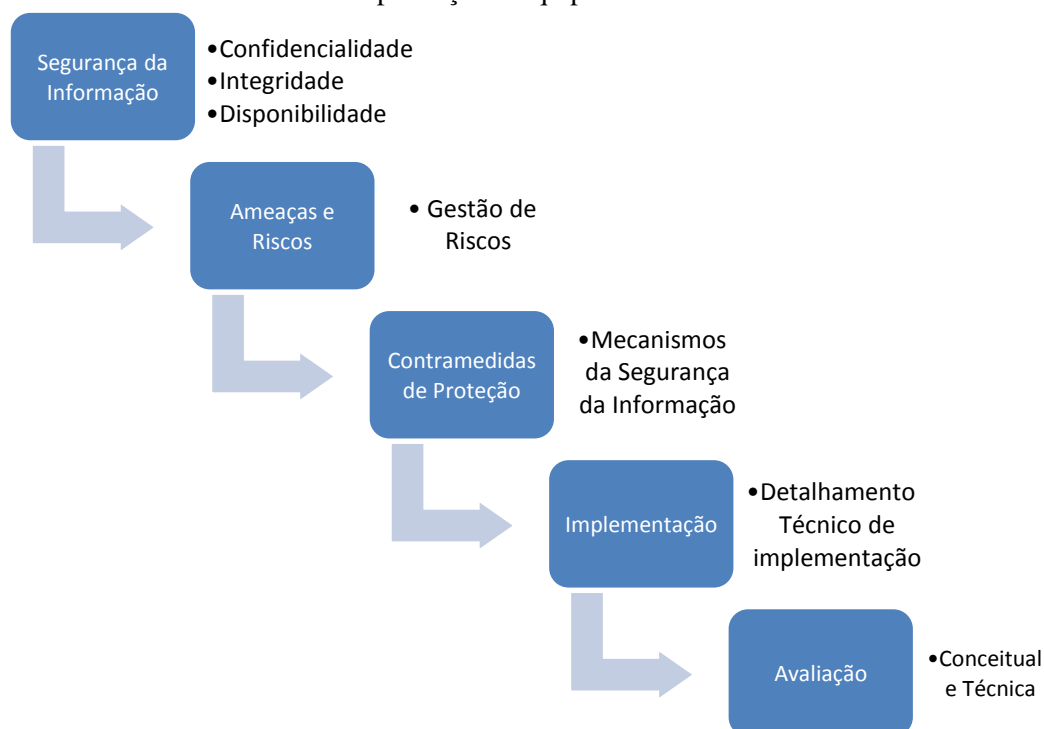 Segurança da
Informação
•Confidencialidade
•Integridade
•Disponibilidade
Ameaças e
Riscos
• Gestão de
Riscos
Contramedidas
de Proteção
•Mecanismos
da Segurança
da Informação
Implementação
•Detalhamento
Técnico de
implementação
Avaliação
•Conceitual
e Técnica